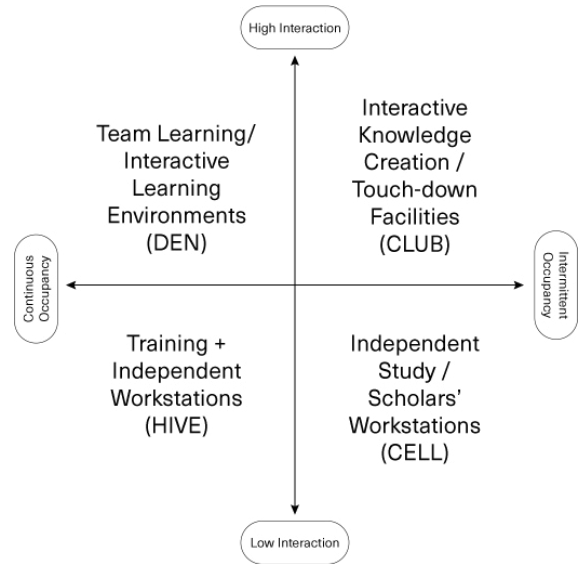 High Interaction
Team Learning/
Interactive
Learning
Environments
(DEN)
Interactive
Knowledge
Creation /
Touch-down
Facilities
(CLUB)
Continuous
Occupancy
Intermittent
Occupancy
Training +
Independent
Workstations
(HIVE)
Independent
Study /
Scholars’
Workstations
(CELL)
Low Interaction